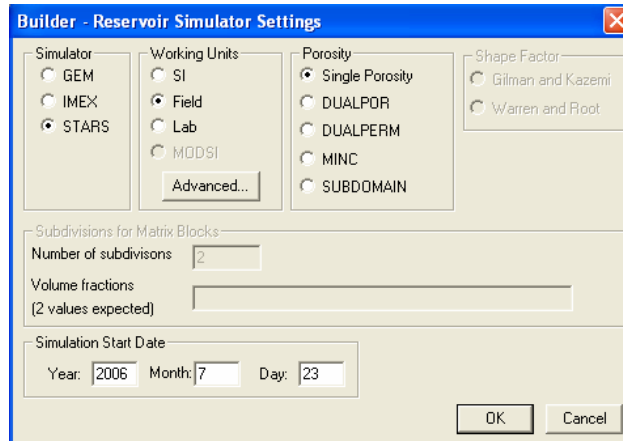 Builder - Reservoir Simulator Settings
Simulator
GEM
IMEX
STARS
Working Units
SI
Field
Lab
MODSI
Advanced...
Porosity
Single Porosity
DUALPOR
DUALPERM
MINC
SUBDOMAIN
Shape Factor
Gilman and Kazemi
Warren and Root
Subdivisions for Matrix Blocks
Number of subdivisons 2
Volume fractions
(2 values expected)
Simulation Start Date
Year: 2006 Month: 7 Day: 23
OK Cancel